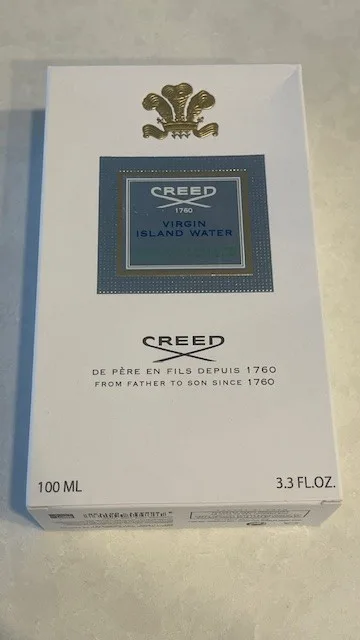 CREED
1760
VIRGIN
ISLAND WATER
CREED
DE PÈRE EN FILS DEPUIS 1760
FROM FATHER TO SON SINCE 1760
100 ML
3.3 FL.OZ.